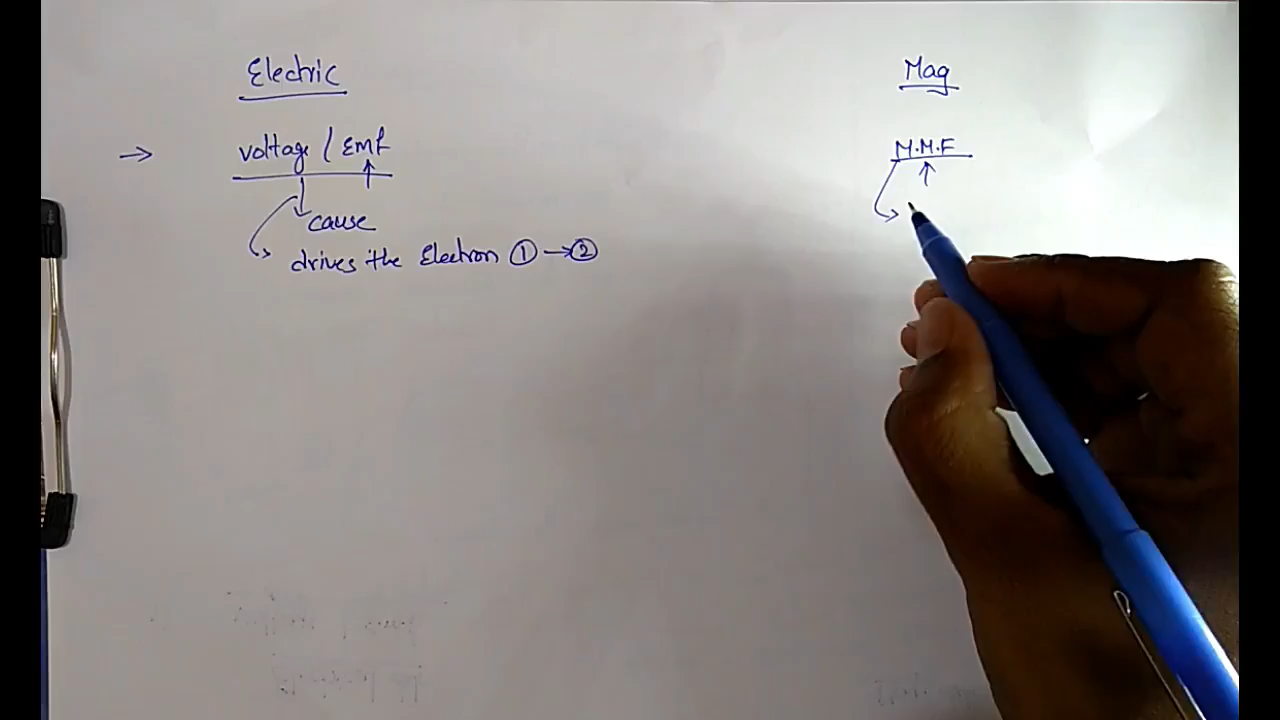 Electric
Mag
→ voltage / Emf
M.M.F
cause
drives the Electron ① → ②